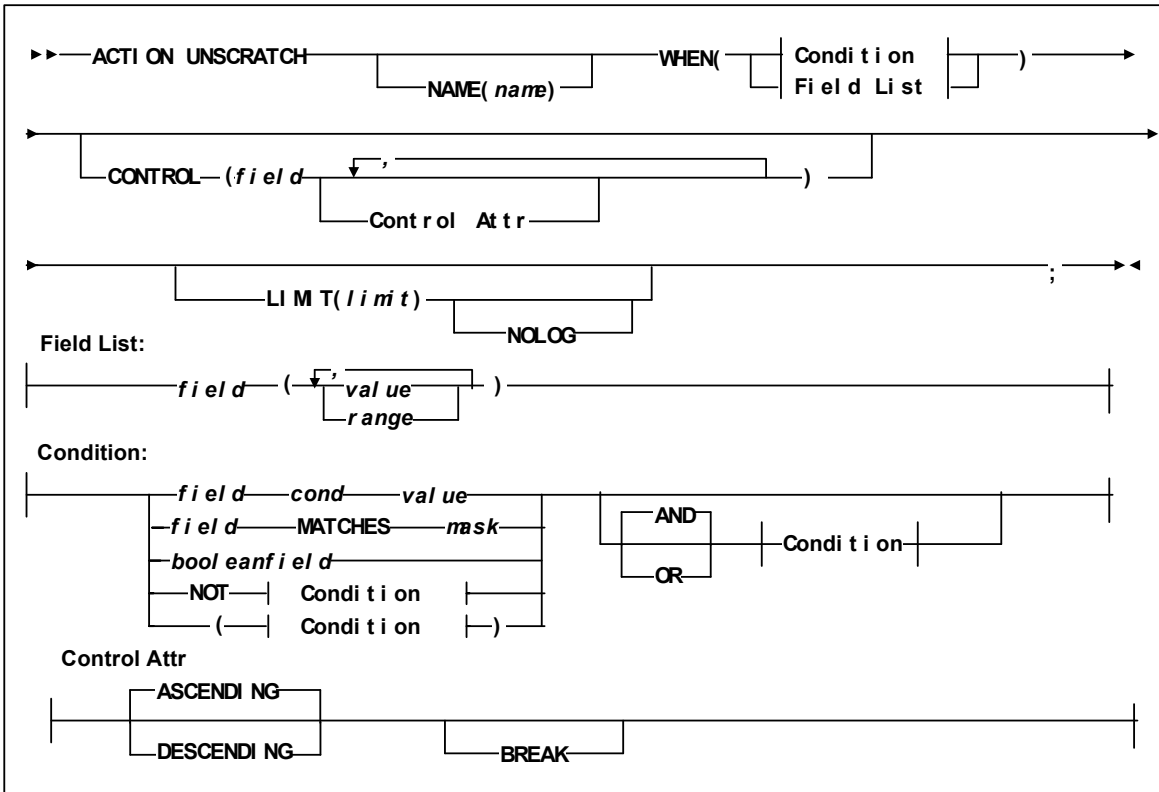 ACTION UNSCRATCH NAME(name) WHEN( Condition )
Field List
CONTROL (field , )
Control Attr
LIMIT(limit) ;
NOLOG
Field List:
field ( , value )
range
Condition:
field cond value AND
field MATCHES mask Condition
booleanfield OR
NOT Condition
( Condition )
Control Attr
ASCENDING
DESCENDING BREAK